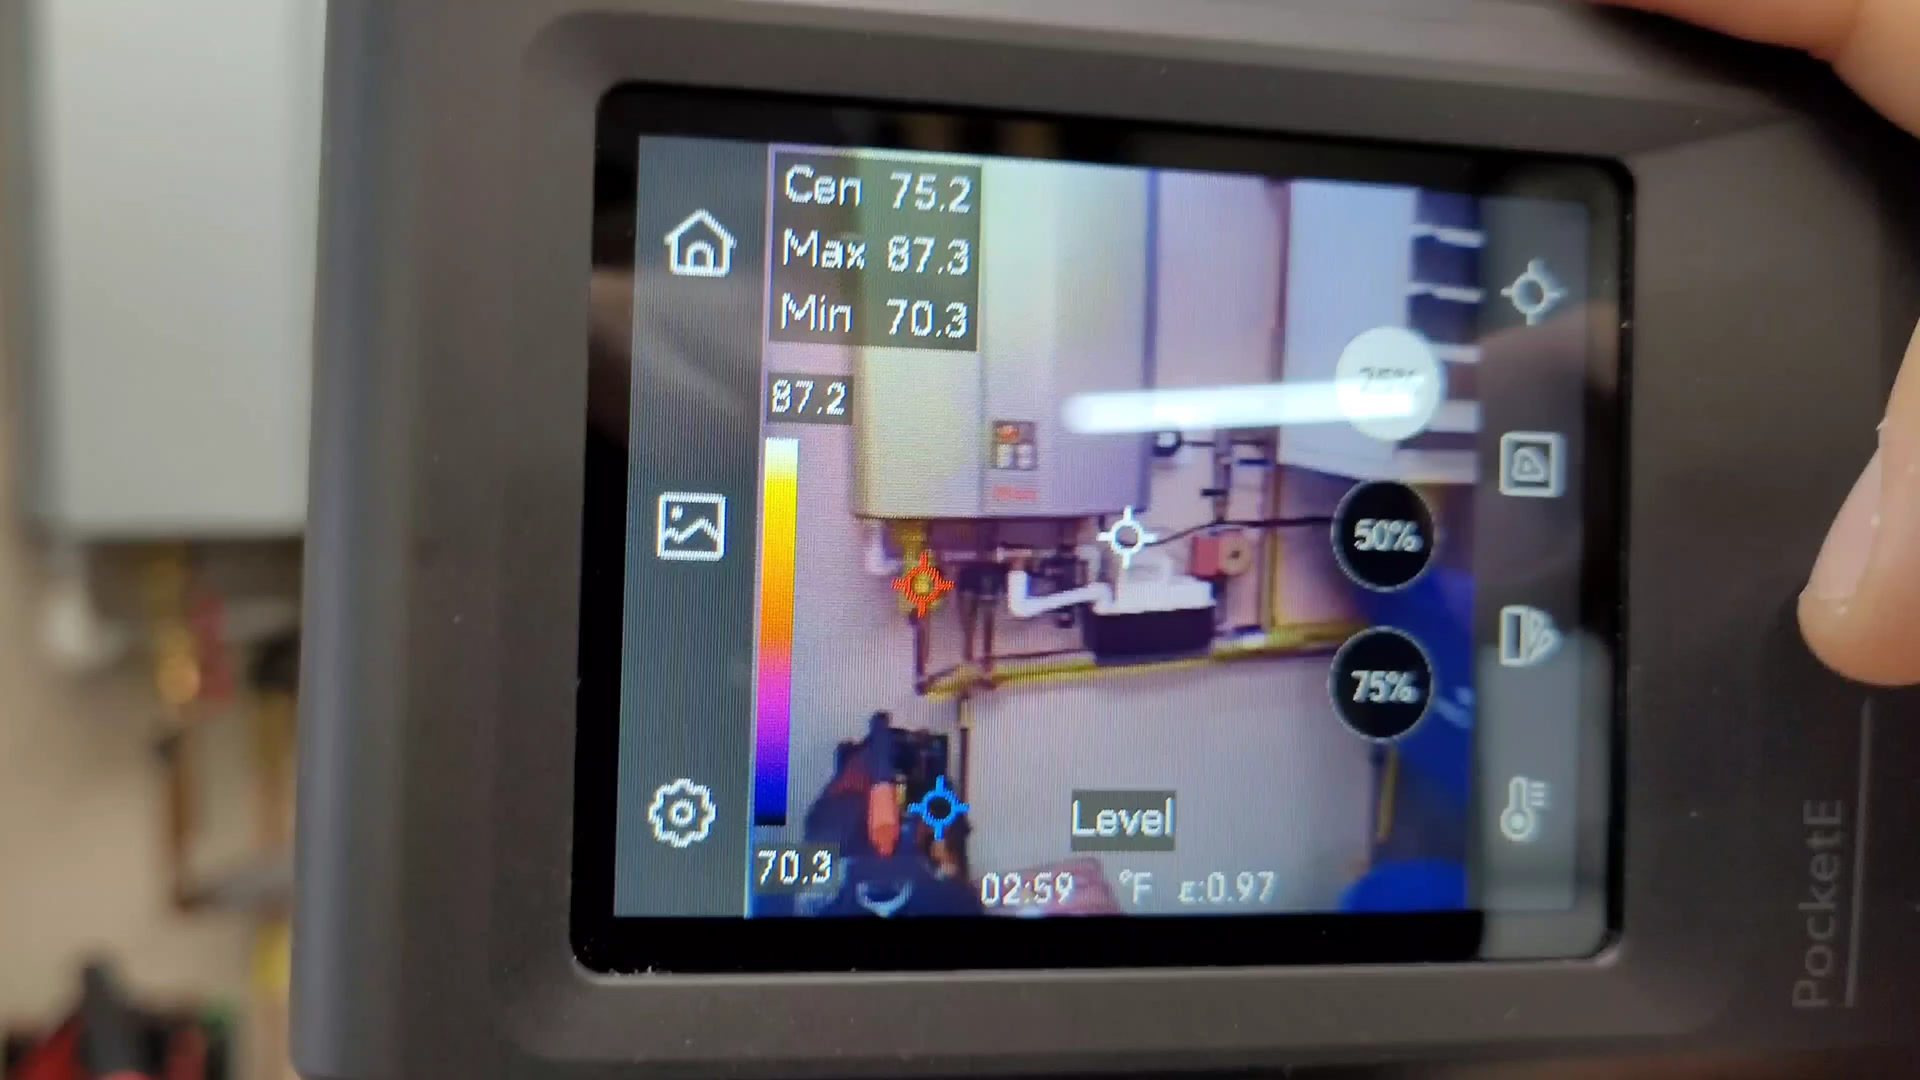 Cen 75.2
Max 87.3
Min 70.3
87.2
50%
75%
Level
70.3
02:59 °F ε:0.97
PocketE